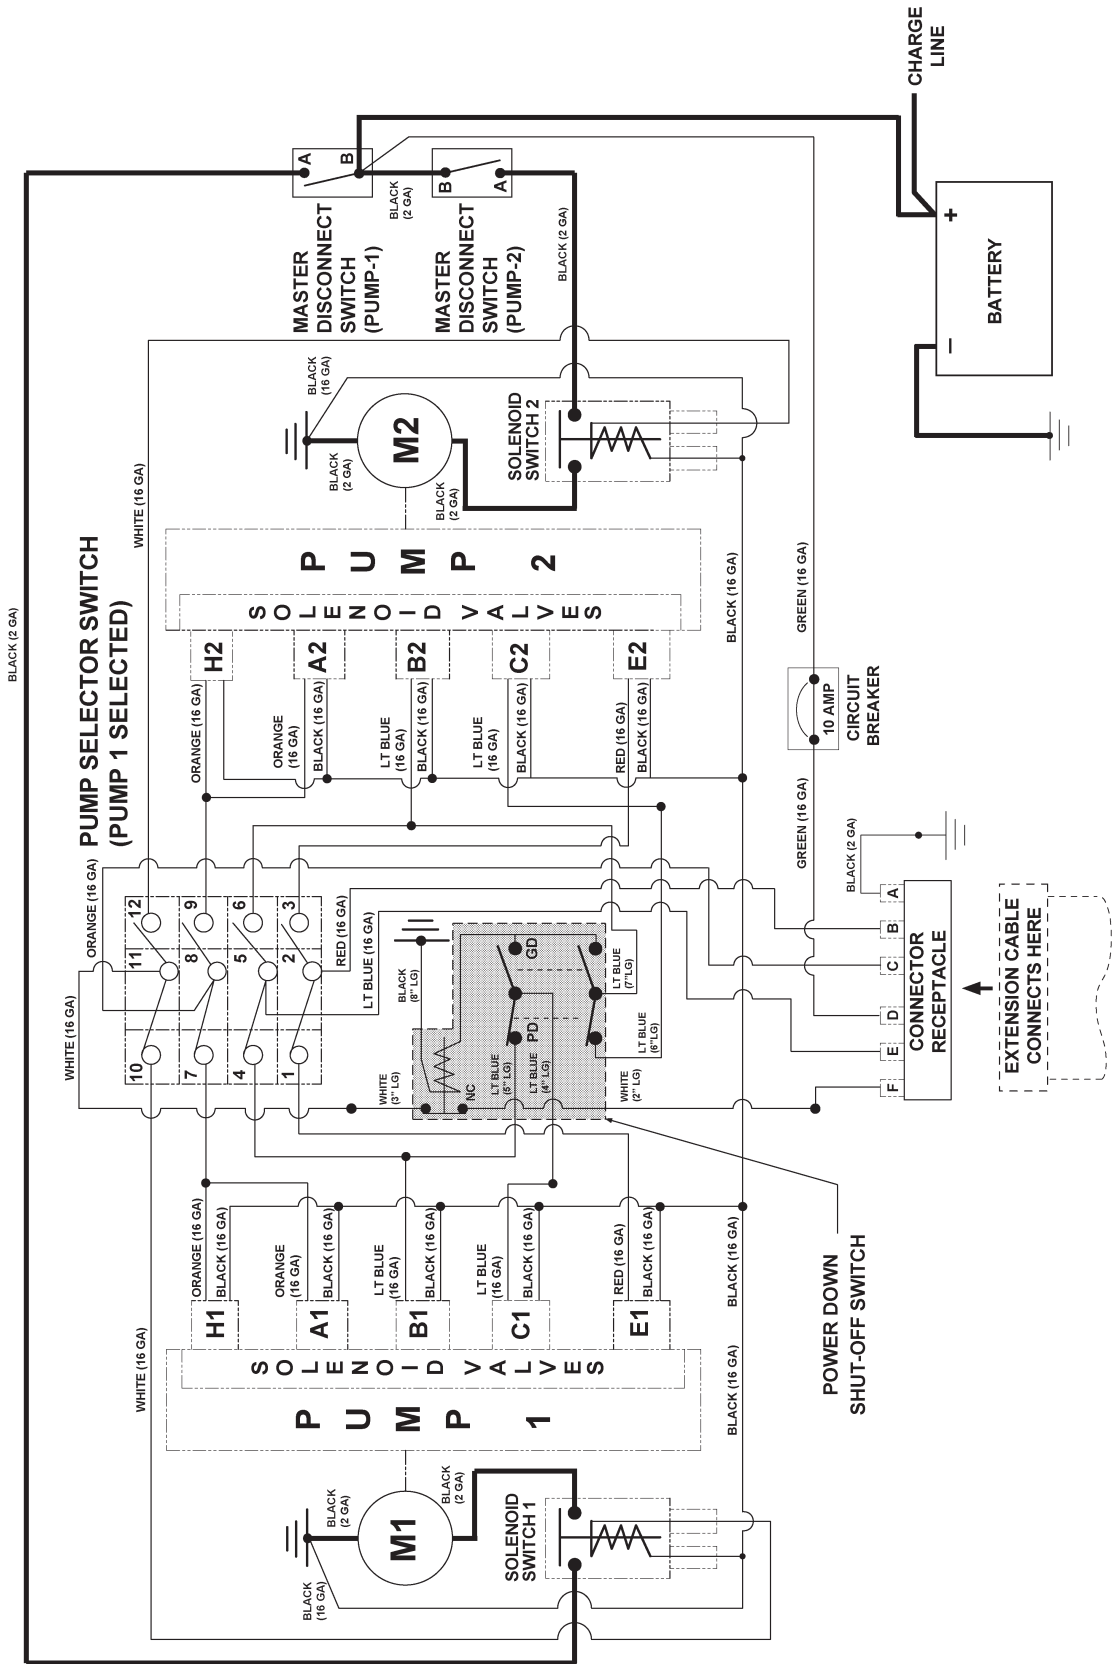 CHARGE
LINE
BATTERY
+
–
MASTER
DISCONNECT
SWITCH
(PUMP-1)
A
B
BLACK
(2 GA)
MASTER
DISCONNECT
SWITCH
(PUMP-2)
B
A
BLACK (2 GA)
BLACK (2 GA)
WHITE (16 GA)
BLACK
(16 GA)
M2
BLACK
(2 GA)
BLACK
(2 GA)
SOLENOID
SWITCH 2
PUMP 2
SOLENOID VALVES
H2
A2
B2
C2
E2
ORANGE (16 GA)
ORANGE
(16 GA)
BLACK (16 GA)
LT BLUE
(16 GA)
BLACK (16 GA)
LT BLUE
(16 GA)
BLACK (16 GA)
RED (16 GA)
BLACK (16 GA)
BLACK (16 GA)
GREEN (16 GA)
10 AMP
CIRCUIT
BREAKER
GREEN (16 GA)
PUMP SELECTOR SWITCH
(PUMP 1 SELECTED)
ORANGE (16 GA)
12
9
6
3
11
8
5
2
10
7
4
1
WHITE (16 GA)
RED (16 GA)
LT BLUE (16 GA)
BLACK
(8" LG)
GD
PD
NC
LT BLUE
(7"LG)
LT BLUE
(6"LG)
LT BLUE
(5" LG)
LT BLUE
(4" LG)
WHITE
(3" LG)
WHITE
(2" LG)
BLACK (2 GA)
A
B
C
D
E
F
CONNECTOR
RECEPTACLE
EXTENSION CABLE
CONNECTS HERE
POWER DOWN
SHUT-OFF SWITCH
ORANGE (16 GA)
BLACK (16 GA)
ORANGE
(16 GA)
BLACK (16 GA)
LT BLUE
(16 GA)
BLACK (16 GA)
LT BLUE
(16 GA)
BLACK (16 GA)
RED (16 GA)
BLACK (16 GA)
BLACK (16 GA)
H1
A1
B1
C1
E1
SOLENOID VALVES
PUMP 1
WHITE (16 GA)
BLACK (16 GA)
M1
BLACK
(2 GA)
BLACK
(2 GA)
BLACK
(16 GA)
SOLENOID
SWITCH 1